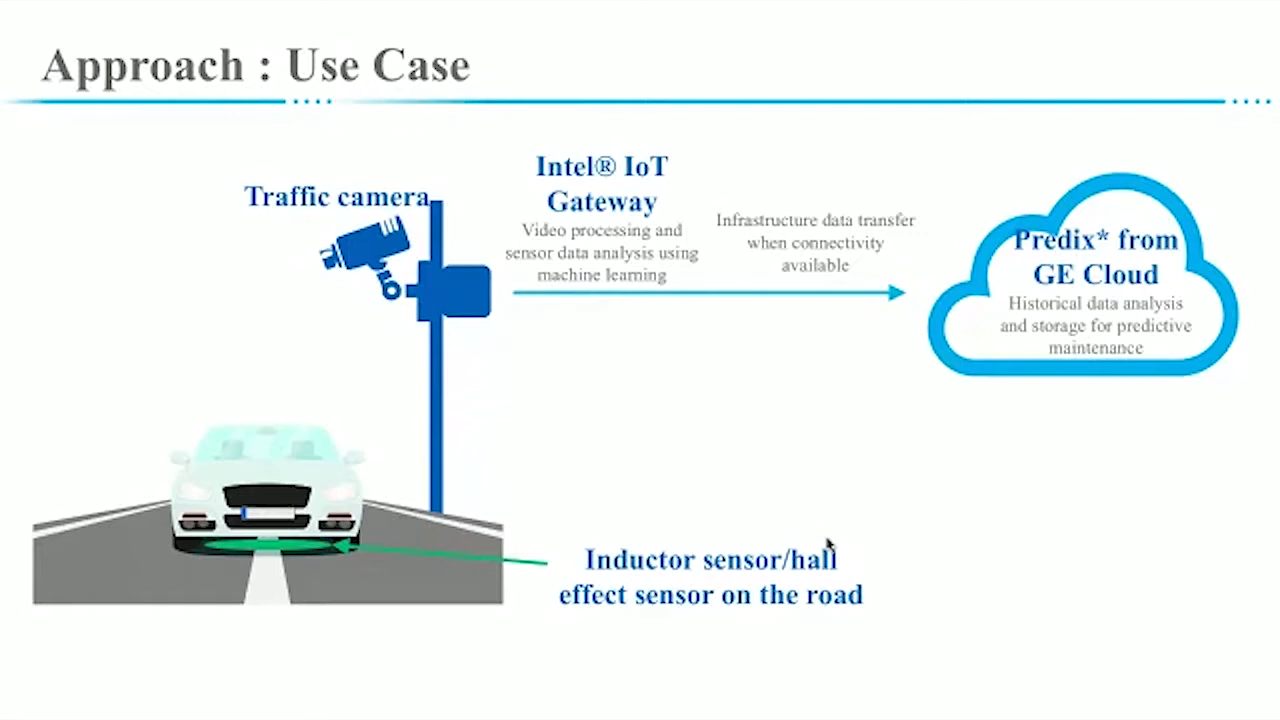 Approach : Use Case
Traffic camera
Intel® IoT
Gateway
Video processing and
sensor data analysis using
machine learning
Infrastructure data transfer
when connectivity
available
Predix* from
GE Cloud
Historical data analysis
and storage for predictive
maintenance
Inductor sensor/hall
effect sensor on the road